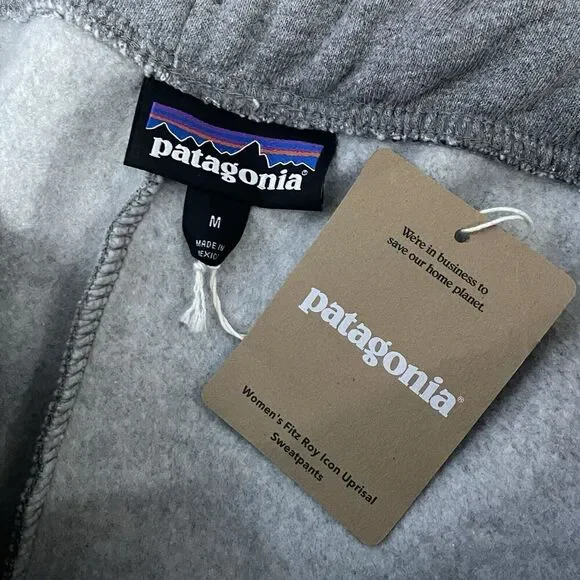 patagonia®
M
MADE IN
MEXICO
We're in business to
save our home planet.
patagonia®
Women's Fitz Roy Icon Uprisal
Sweatpants